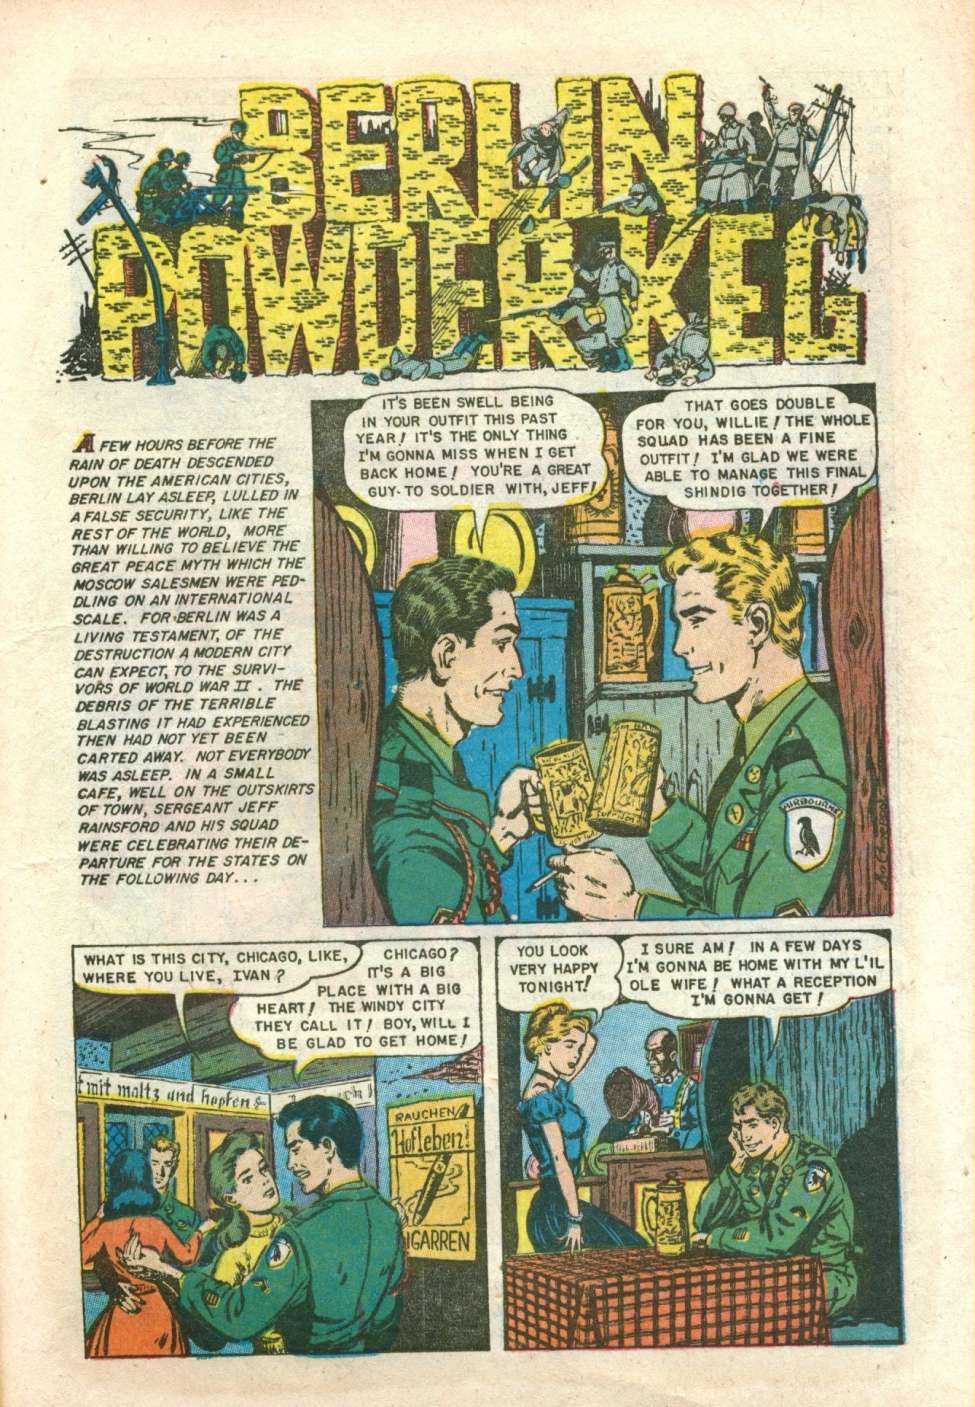 BERLIN
POWDER KEG
A FEW HOURS BEFORE THE
RAIN OF DEATH DESCENDED
UPON THE AMERICAN CITIES,
BERLIN LAY ASLEEP, LULLED IN
A FALSE SECURITY, LIKE THE
REST OF THE WORLD, MORE
THAN WILLING TO BELIEVE THE
GREAT PEACE MYTH WHICH THE
MOSCOW SALESMEN WERE PED-
DLING ON AN INTERNATIONAL
SCALE. FOR BERLIN WAS A
LIVING TESTAMENT, OF THE
DESTRUCTION A MODERN CITY
CAN EXPECT, TO THE SURVI-
VORS OF WORLD WAR II. THE
DEBRIS OF THE TERRIBLE
BLASTING IT HAD EXPERIENCED
THEN HAD NOT YET BEEN
CARTED AWAY. NOT EVERYBODY
WAS ASLEEP. IN A SMALL
CAFE, WELL ON THE OUTSKIRTS
OF TOWN, SERGEANT JEFF
RAINSFORD AND HIS SQUAD
WERE CELEBRATING THEIR DE-
PARTURE FOR THE STATES ON
THE FOLLOWING DAY...
IT'S BEEN SWELL BEING
IN YOUR OUTFIT THIS PAST
YEAR! IT'S THE ONLY THING
I'M GONNA MISS WHEN I GET
BACK HOME! YOU'RE A GREAT
GUY-TO SOLDIER WITH, JEFF!
THAT GOES DOUBLE
FOR YOU, WILLIE! THE WHOLE
SQUAD HAS BEEN A FINE
OUTFIT! I'M GLAD WE WERE
ABLE TO MANAGE THIS FINAL
SHINDIG TOGETHER!
AIRBOURNE
WHAT IS THIS CITY, CHICAGO, LIKE,
WHERE YOU LIVE, IVAN?
CHICAGO?
IT'S A BIG
PLACE WITH A BIG
HEART! THE WINDY CITY
THEY CALL IT! BOY, WILL I
BE GLAD TO GET HOME!
mit maltz und hopfen
RAUCHEN
Hofleben!
IGARREN
YOU LOOK
VERY HAPPY
TONIGHT!
I SURE AM! IN A FEW DAYS
I'M GONNA BE HOME WITH MY L'IL
OLE WIFE! WHAT A RECEPTION
I'M GONNA GET!